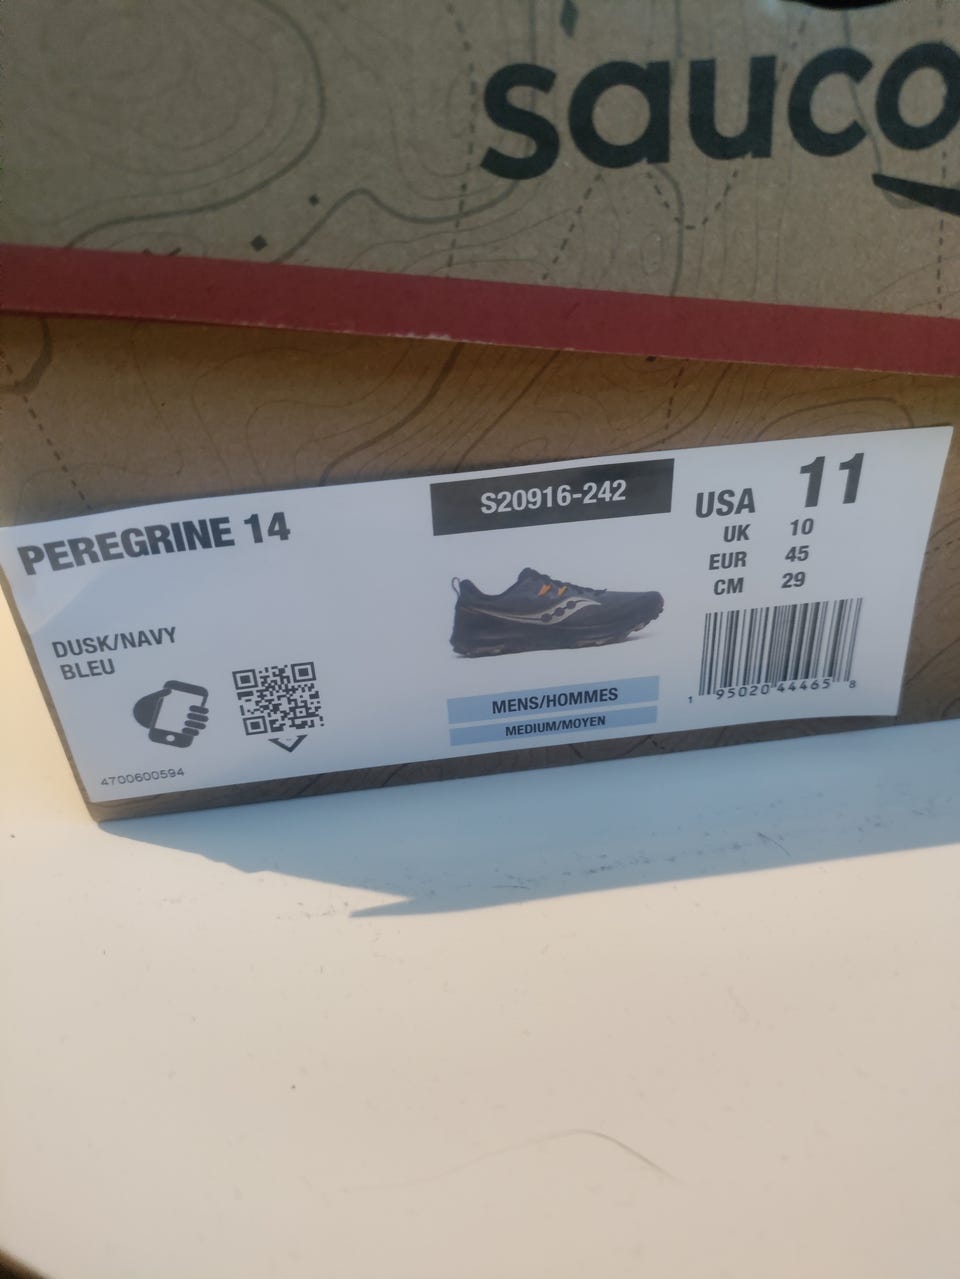 sauco
PEREGRINE 14
DUSK/NAVY
BLEU
4700600594
S20916-242
MENS/HOMMES
MEDIUM/MOYEN
USA 11
UK 10
EUR 45
CM 29
1 95020 44465 8